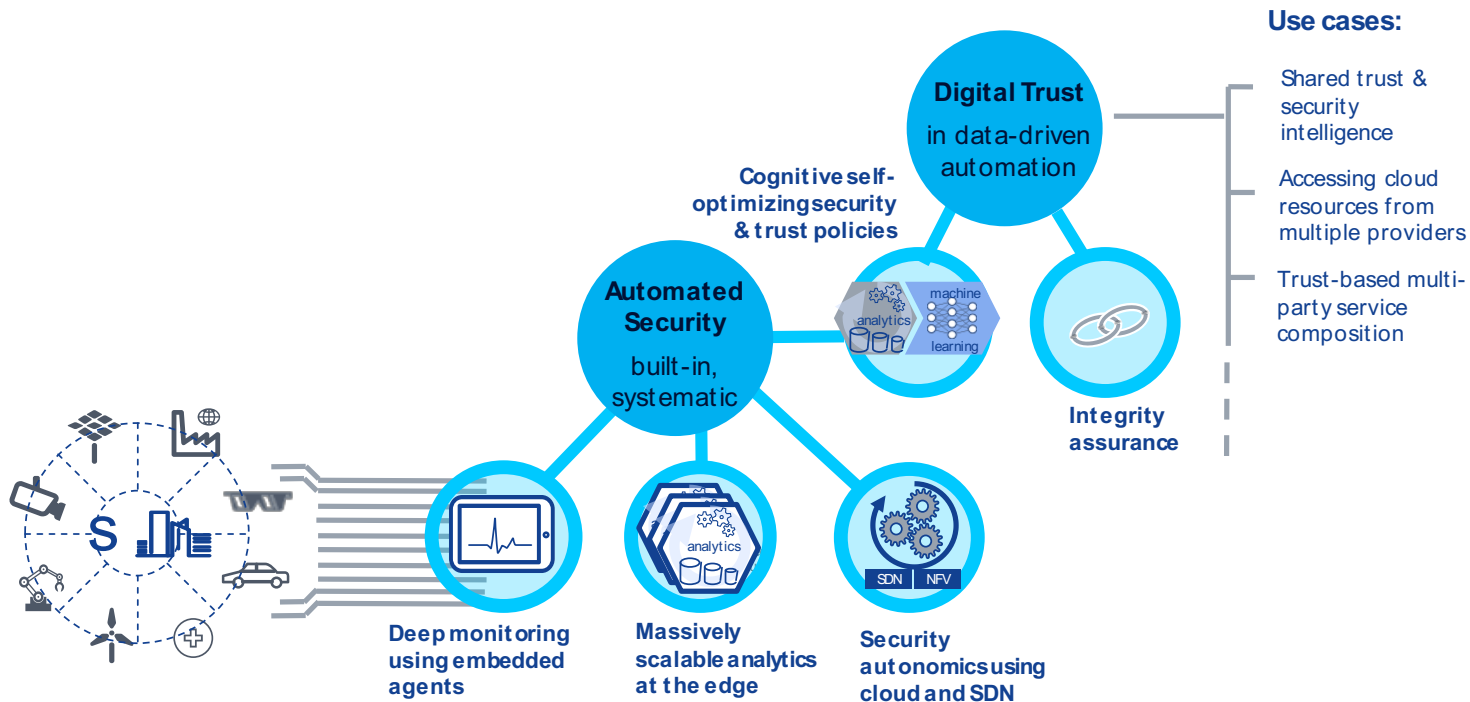 Use cases:
Shared trust &
security
intelligence
Accessing cloud
resources from
multiple providers
Trust-based multi-
party service
composition
Digital Trust
in data-driven
automation
Cognitive self-
optimizing security
& trust policies
analytics
machine
learning
Integrity
assurance
Automated
Security
built-in,
systematic
S
analytics
SDN
NFV
Deep monitoring
using embedded
agents
Massively
scalable analytics
at the edge
Security
autonomics using
cloud and SDN